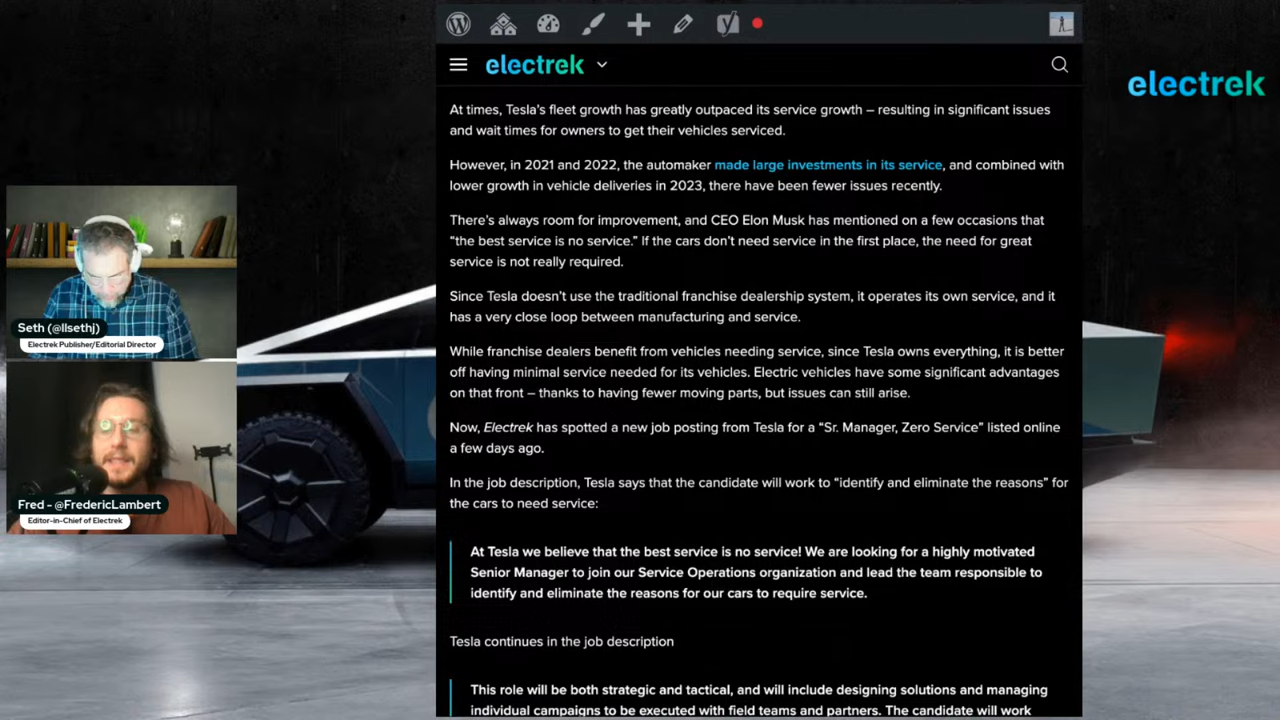 electrek
electrek
At times, Tesla's fleet growth has greatly outpaced its service growth – resulting in significant issues
and wait times for owners to get their vehicles serviced.
However, in 2021 and 2022, the automaker made large investments in its service, and combined with
lower growth in vehicle deliveries in 2023, there have been fewer issues recently.
There's always room for improvement, and CEO Elon Musk has mentioned on a few occasions that
“the best service is no service.” If the cars don't need service in the first place, the need for great
service is not really required.
Since Tesla doesn't use the traditional franchise dealership system, it operates its own service, and it
has a very close loop between manufacturing and service.
While franchise dealers benefit from vehicles needing service, since Tesla owns everything, it is better
off having minimal service needed for its vehicles. Electric vehicles have some significant advantages
on that front – thanks to having fewer moving parts, but issues can still arise.
Now, Electrek has spotted a new job posting from Tesla for a “Sr. Manager, Zero Service” listed online
a few days ago.
In the job description, Tesla says that the candidate will work to “identify and eliminate the reasons” for
the cars to need service:
At Tesla we believe that the best service is no service! We are looking for a highly motivated
Senior Manager to join our Service Operations organization and lead the team responsible to
identify and eliminate the reasons for our cars to require service.
Tesla continues in the job description
This role will be both strategic and tactical, and will include designing solutions and managing
individual campaigns to be executed with field teams and partners. The candidate will work
Seth (@llsethj)
Electrek Publisher/Editorial Director
Fred - @FredericLambert
Editor-in-Chief of Electrek